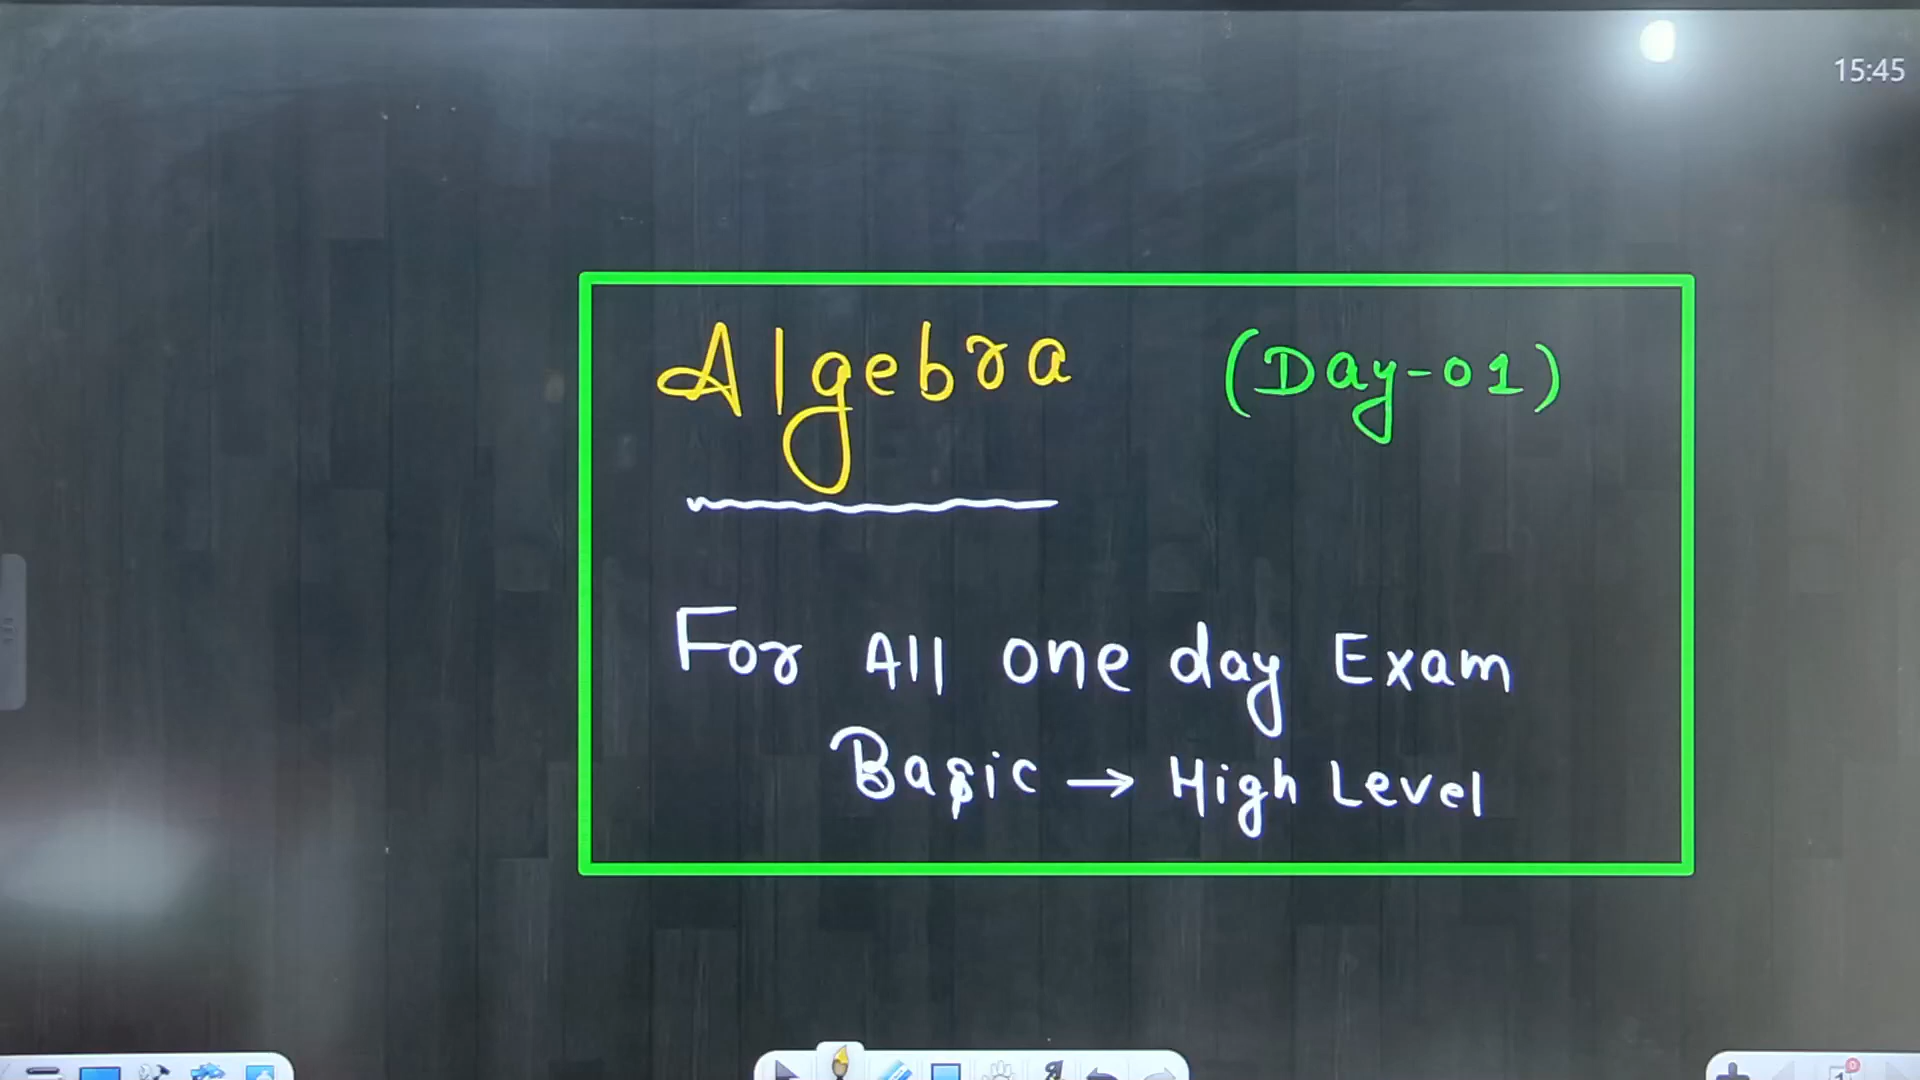 15:45
Algebra (Day-01)
For All one day Exam
Basic → High Level